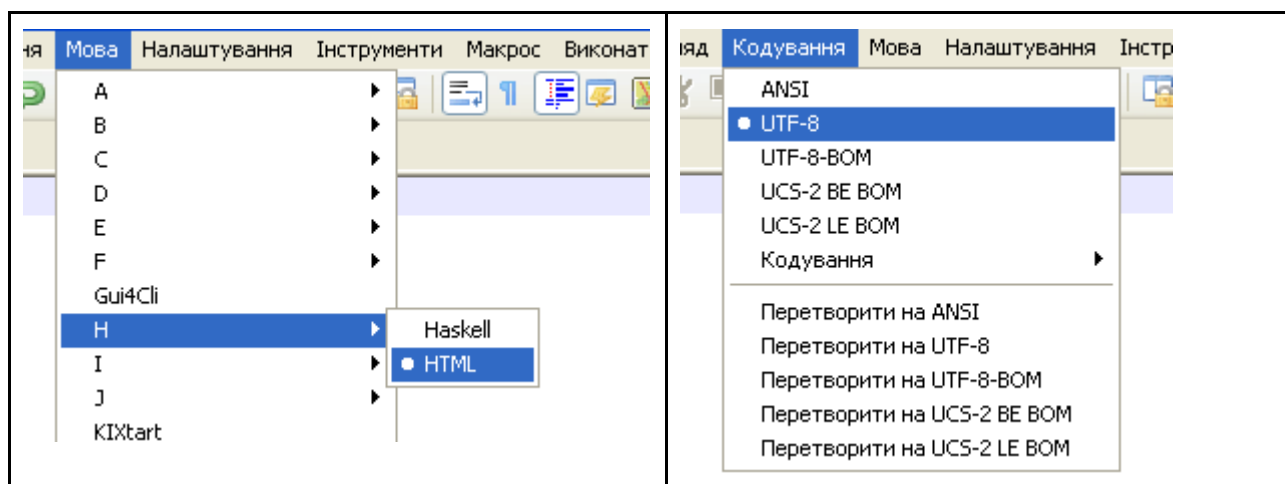 ня Мова Налаштування Інструменти Макрос Виконат
A
B
C
D
E
F
Gui4Cli
H
Haskell
I
HTML
J
KIXtart
яд Кодування Мова Налаштування Інстр
ANSI
UTF-8
UTF-8-BOM
UCS-2 BE BOM
UCS-2 LE BOM
Кодування
Перетворити на ANSI
Перетворити на UTF-8
Перетворити на UTF-8-BOM
Перетворити на UCS-2 BE BOM
Перетворити на UCS-2 LE BOM